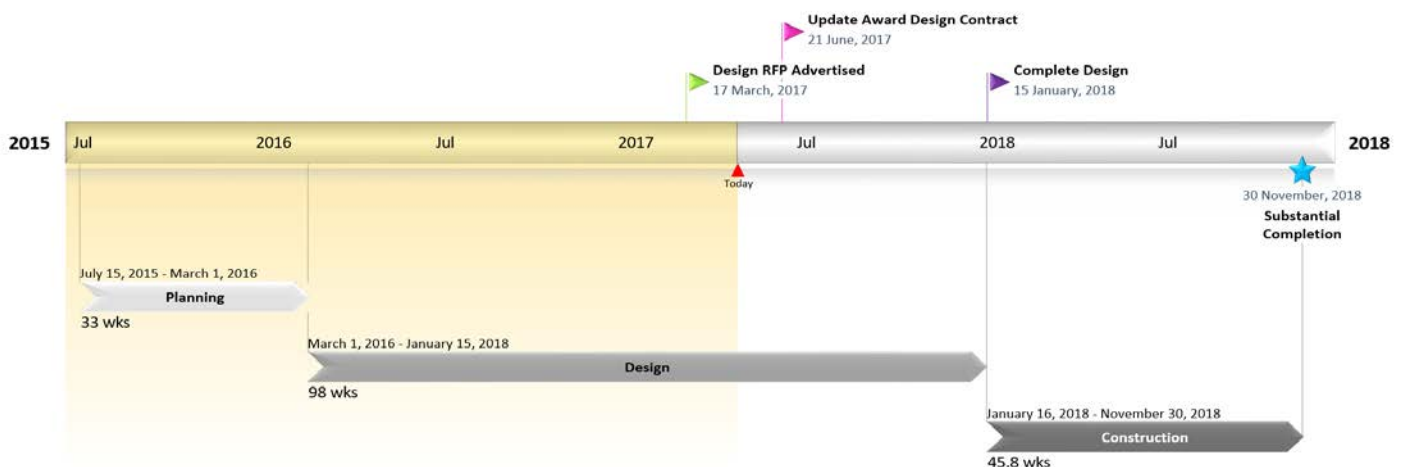 Update Award Design Contract
21 June, 2017
Design RFP Advertised
17 March, 2017
Complete Design
15 January, 2018
2015 Jul 2016 Jul 2017 Jul 2018 Jul 2018
Today
30 November, 2018
Substantial
Completion
July 15, 2015 - March 1, 2016
Planning
33 wks
March 1, 2016 - January 15, 2018
Design
98 wks
January 16, 2018 - November 30, 2018
Construction
45.8 wks